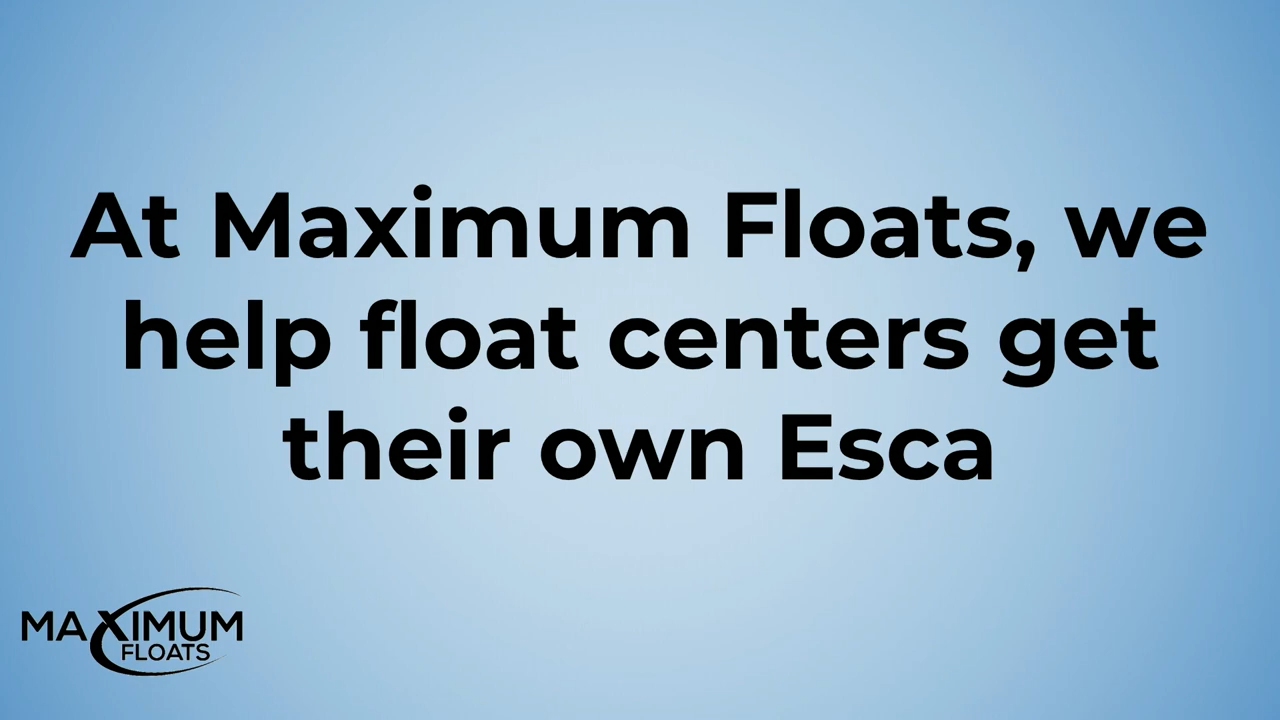 At Maximum Floats, we
help float centers get
their own Esca
MAXIMUM
FLOATS